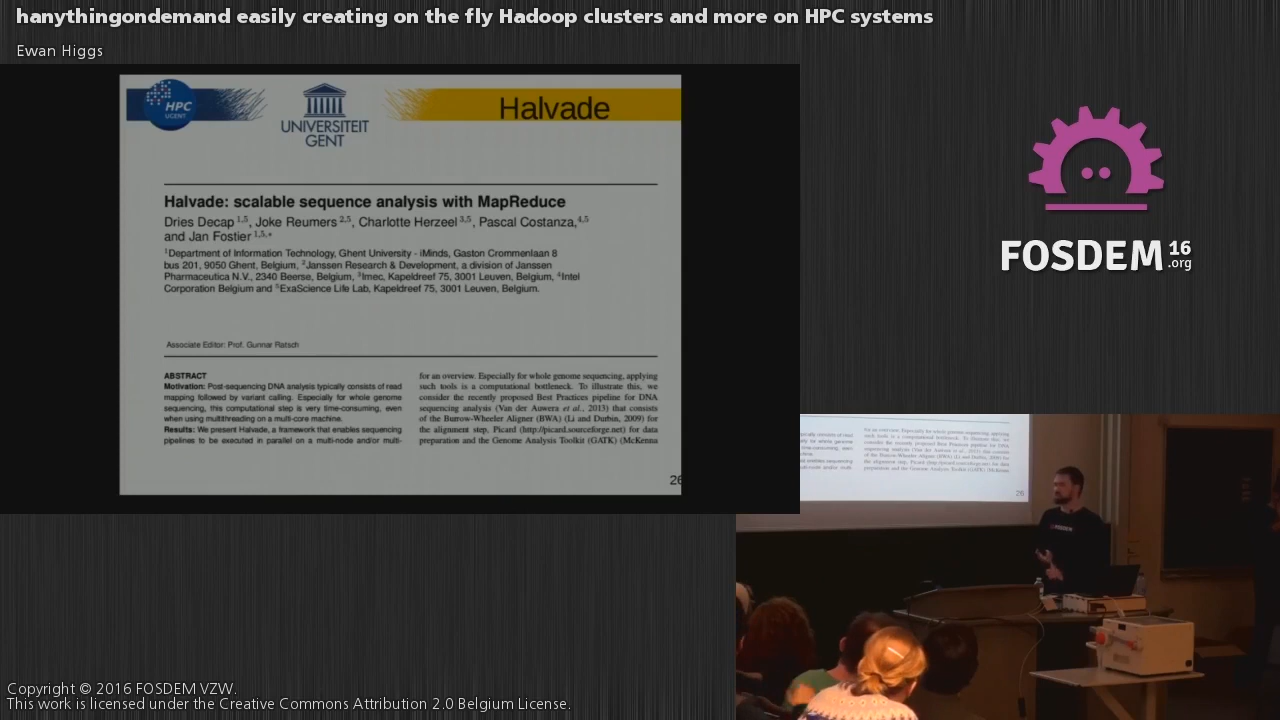 hanythingondemand easily creating on the fly Hadoop clusters and more on HPC systems
Ewan Higgs
HPC
UGENT
UNIVERSITEIT
GENT
Halvade
Halvade: scalable sequence analysis with MapReduce
Dries Decap 1,5, Joke Reumers 2,5, Charlotte Herzeel 3,5, Pascal Costanza, 4,5
and Jan Fostier 1,5,*
1Department of Information Technology, Ghent University - iMinds, Gaston Crommenlaan 8
bus 201, 9050 Ghent, Belgium, 2Janssen Research & Development, a division of Janssen
Pharmaceutica N.V., 2340 Beerse, Belgium, 3Imec, Kapeldreef 75, 3001 Leuven, Belgium, 4Intel
Corporation Belgium and 5ExaScience Life Lab, Kapeldreef 75, 3001 Leuven, Belgium.
Associate Editor: Prof. Gunnar Ratsch
ABSTRACT
Motivation: Post-sequencing DNA analysis typically consists of read
mapping followed by variant calling. Especially for whole genome
sequencing, this computational step is very time-consuming, even
when using multithreading on a multi-core machine.
Results: We present Halvade, a framework that enables sequencing
pipelines to be executed in parallel on a multi-node and/or multi-
for an overview. Especially for whole genome sequencing, applying
such tools is a computational bottleneck. To illustrate this, we
consider the recently proposed Best Practices pipeline for DNA
sequencing analysis (Van der Auwera et al., 2013) that consists
of the Burrow-Wheeler Aligner (BWA) (Li and Durbin, 2009) for
the alignment step, Picard (http://picard.sourceforge.net) for data
preparation and the Genome Analysis Toolkit (GATK) (McKenna
26
FOSDEM 16
.org
26
Copyright © 2016 FOSDEM VZW.
This work is licensed under the Creative Commons Attribution 2.0 Belgium License.